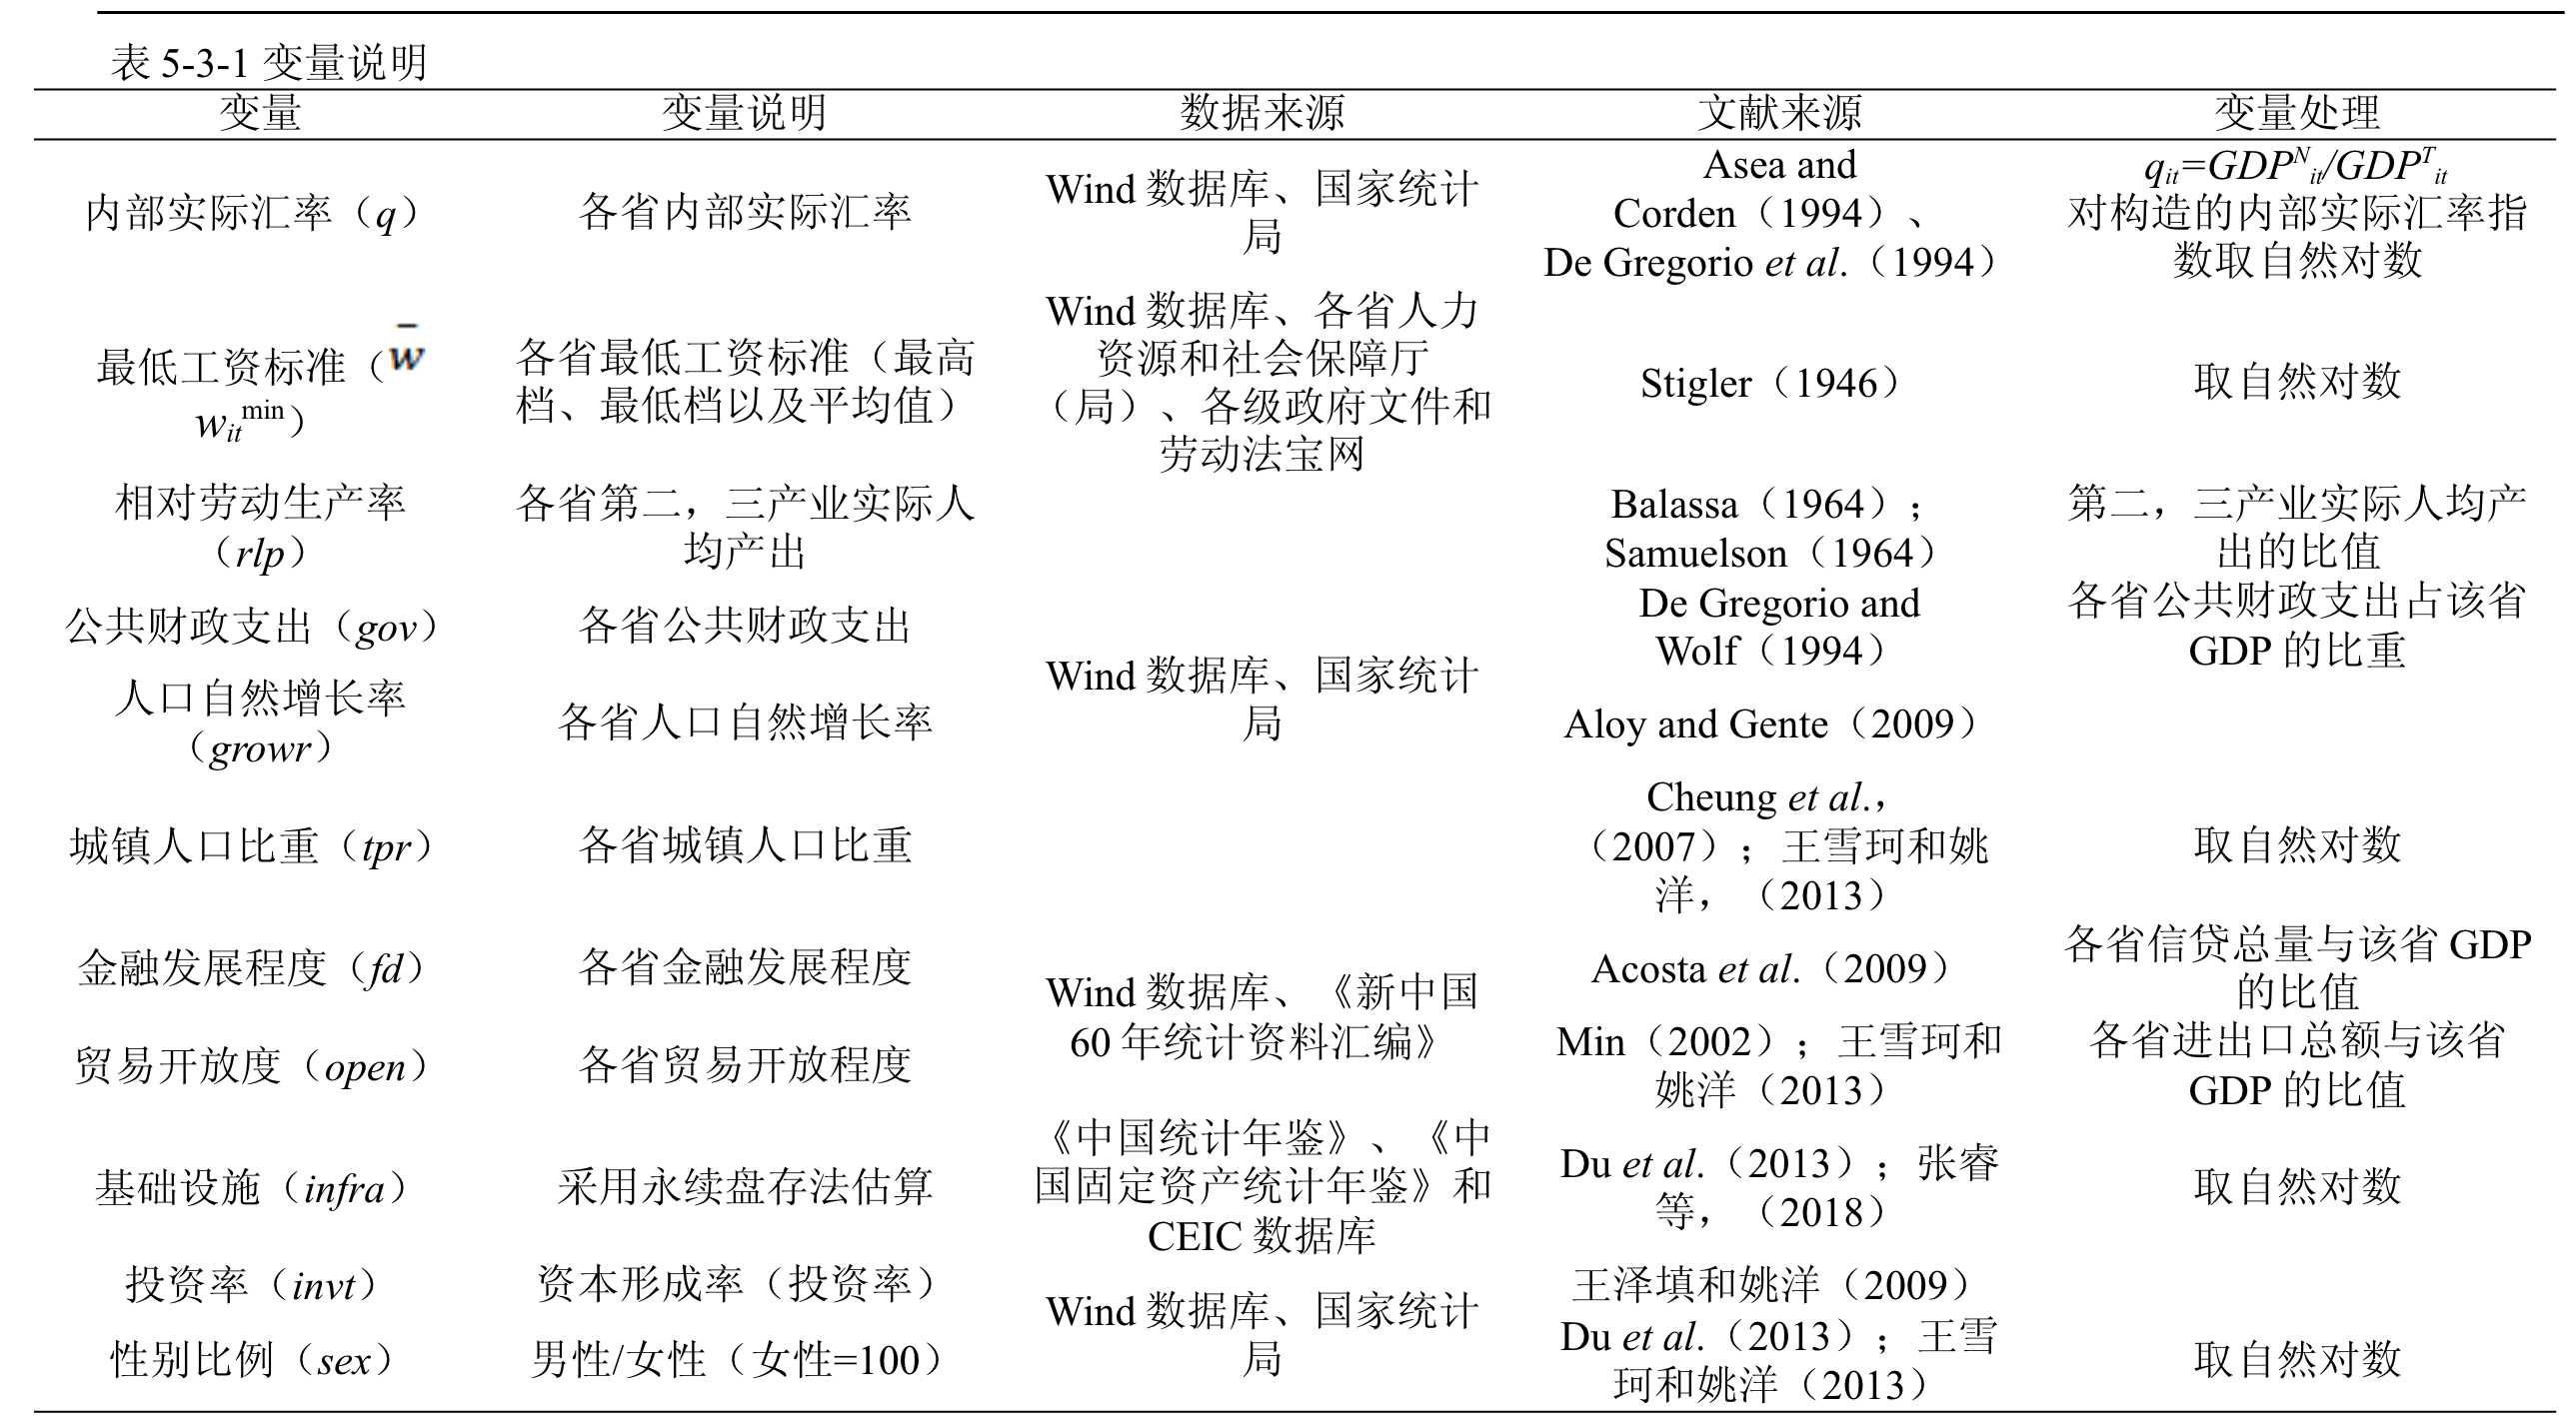 表 5-3-1 变量说明
变量 变量说明 数据来源 文献来源 变量处理
内部实际汇率（q）
各省内部实际汇率
Wind 数据库、国家统计
局
Asea and
Corden（1994）、
De Gregorio et al.（1994）
qit=GDPNit/GDPTit
对构造的内部实际汇率指
数取自然对数
最低工资标准（w̄
witmin）
各省最低工资标准（最高
档、最低档以及平均值）
Wind 数据库、各省人力
资源和社会保障厅
（局）、各级政府文件和
劳动法宝网
Stigler（1946）
取自然对数
相对劳动生产率
（rlp）
各省第二，三产业实际人
均产出
Wind 数据库、国家统计
局
Balassa（1964）；
Samuelson（1964）
第二，三产业实际人均产
出的比值
公共财政支出（gov）
各省公共财政支出
De Gregorio and
Wolf（1994）
各省公共财政支出占该省
GDP 的比重
人口自然增长率
（growr）
各省人口自然增长率
Aloy and Gente（2009）
城镇人口比重（tpr）
各省城镇人口比重
Cheung et al.，
（2007）；王雪珂和姚
洋，（2013）
取自然对数
金融发展程度（fd）
各省金融发展程度
Wind 数据库、《新中国
60 年统计资料汇编》
Acosta et al.（2009）
各省信贷总量与该省 GDP
的比值
贸易开放度（open）
各省贸易开放程度
Min（2002）；王雪珂和
姚洋（2013）
各省进出口总额与该省
GDP 的比值
基础设施（infra）
采用永续盘存法估算
《中国统计年鉴》、《中
国固定资产统计年鉴》和
CEIC 数据库
Du et al.（2013）；张睿
等，（2018）
取自然对数
投资率（invt）
资本形成率（投资率）
Wind 数据库、国家统计
局
王泽填和姚洋（2009）
性别比例（sex）
男性/女性（女性=100）
Du et al.（2013）；王雪
珂和姚洋（2013）
取自然对数